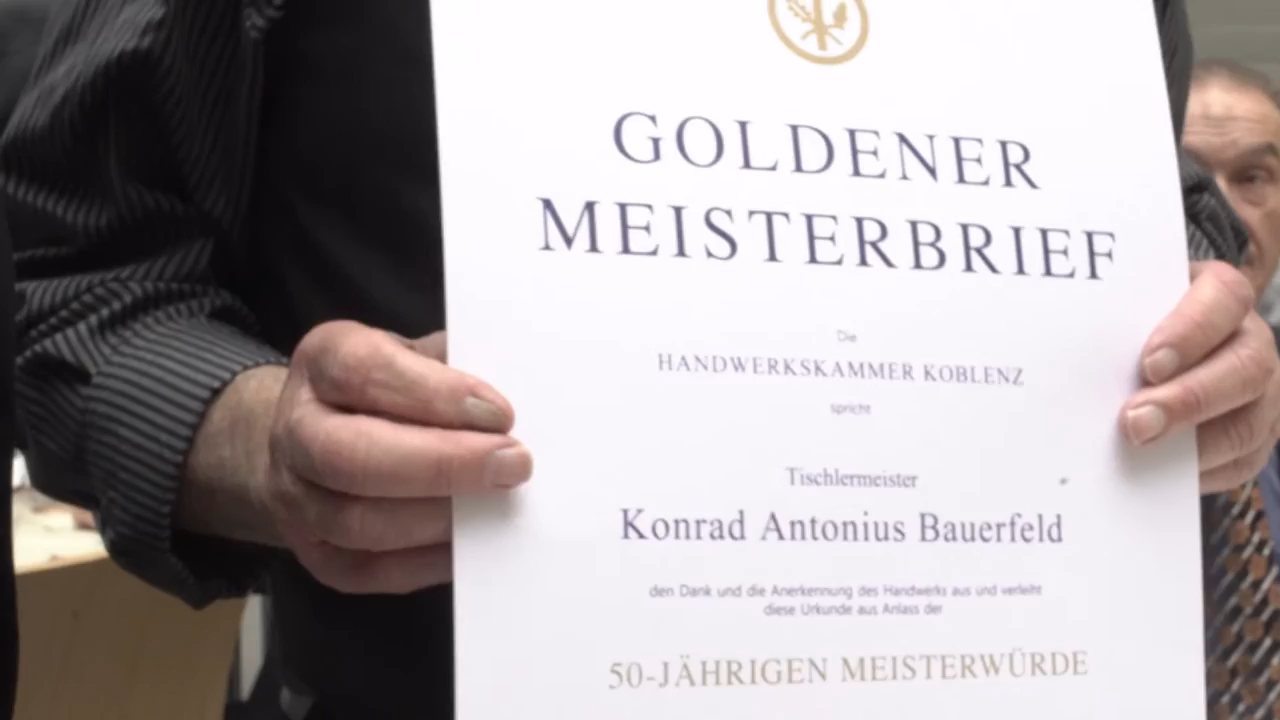 GOLDENER
MEISTERBRIEF
Die
HANDWERKSKAMMER KOBLENZ
spricht
Tischlermeister
Konrad Antonius Bauerfeld
den Dank und die Anerkennung des Handwerks aus und verleiht
diese Urkunde aus Anlass der
50-JÄHRIGEN MEISTERWÜRDE